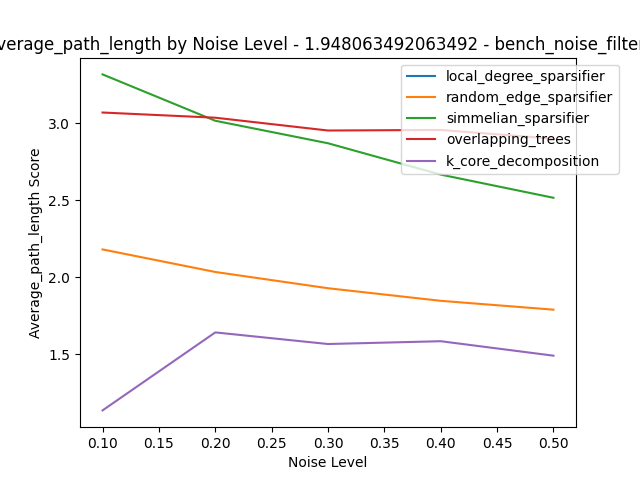 verage_path_length by Noise Level - 1.948063492063492 - bench_noise_filter
local_degree_sparsifier
random_edge_sparsifier
simmelian_sparsifier
overlapping_trees
k_core_decomposition
Average_path_length Score
3.0
2.5
2.0
1.5
0.10 0.15 0.20 0.25 0.30 0.35 0.40 0.45 0.50
Noise Level